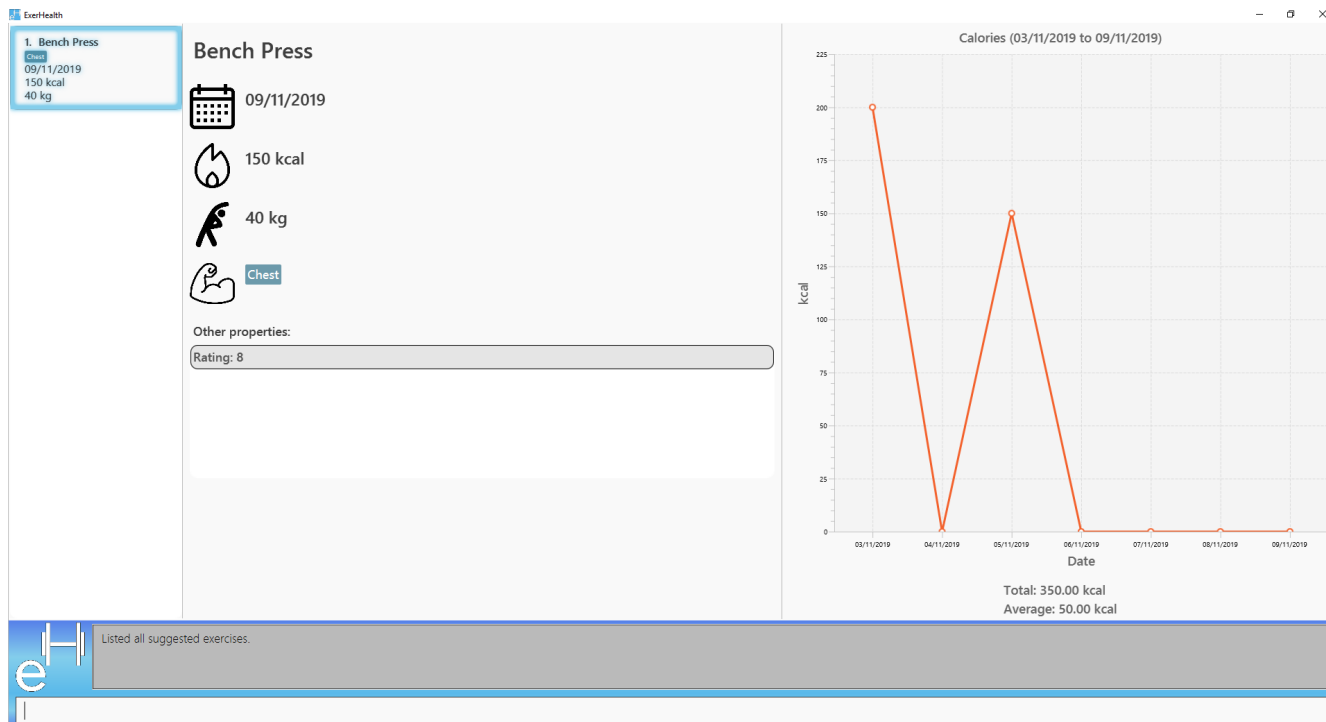 ExerHealth
1. Bench Press
Chest
09/11/2019
150 kcal
40 kg
Bench Press
09/11/2019
150 kcal
40 kg
Chest
Other properties:
Rating: 8
Calories (03/11/2019 to 09/11/2019)
225
200
175
150
125
100
75
50
25
0
kcal
03/11/2019 04/11/2019 05/11/2019 06/11/2019 07/11/2019 08/11/2019 09/11/2019
Date
Total: 350.00 kcal
Average: 50.00 kcal
eH
Listed all suggested exercises.